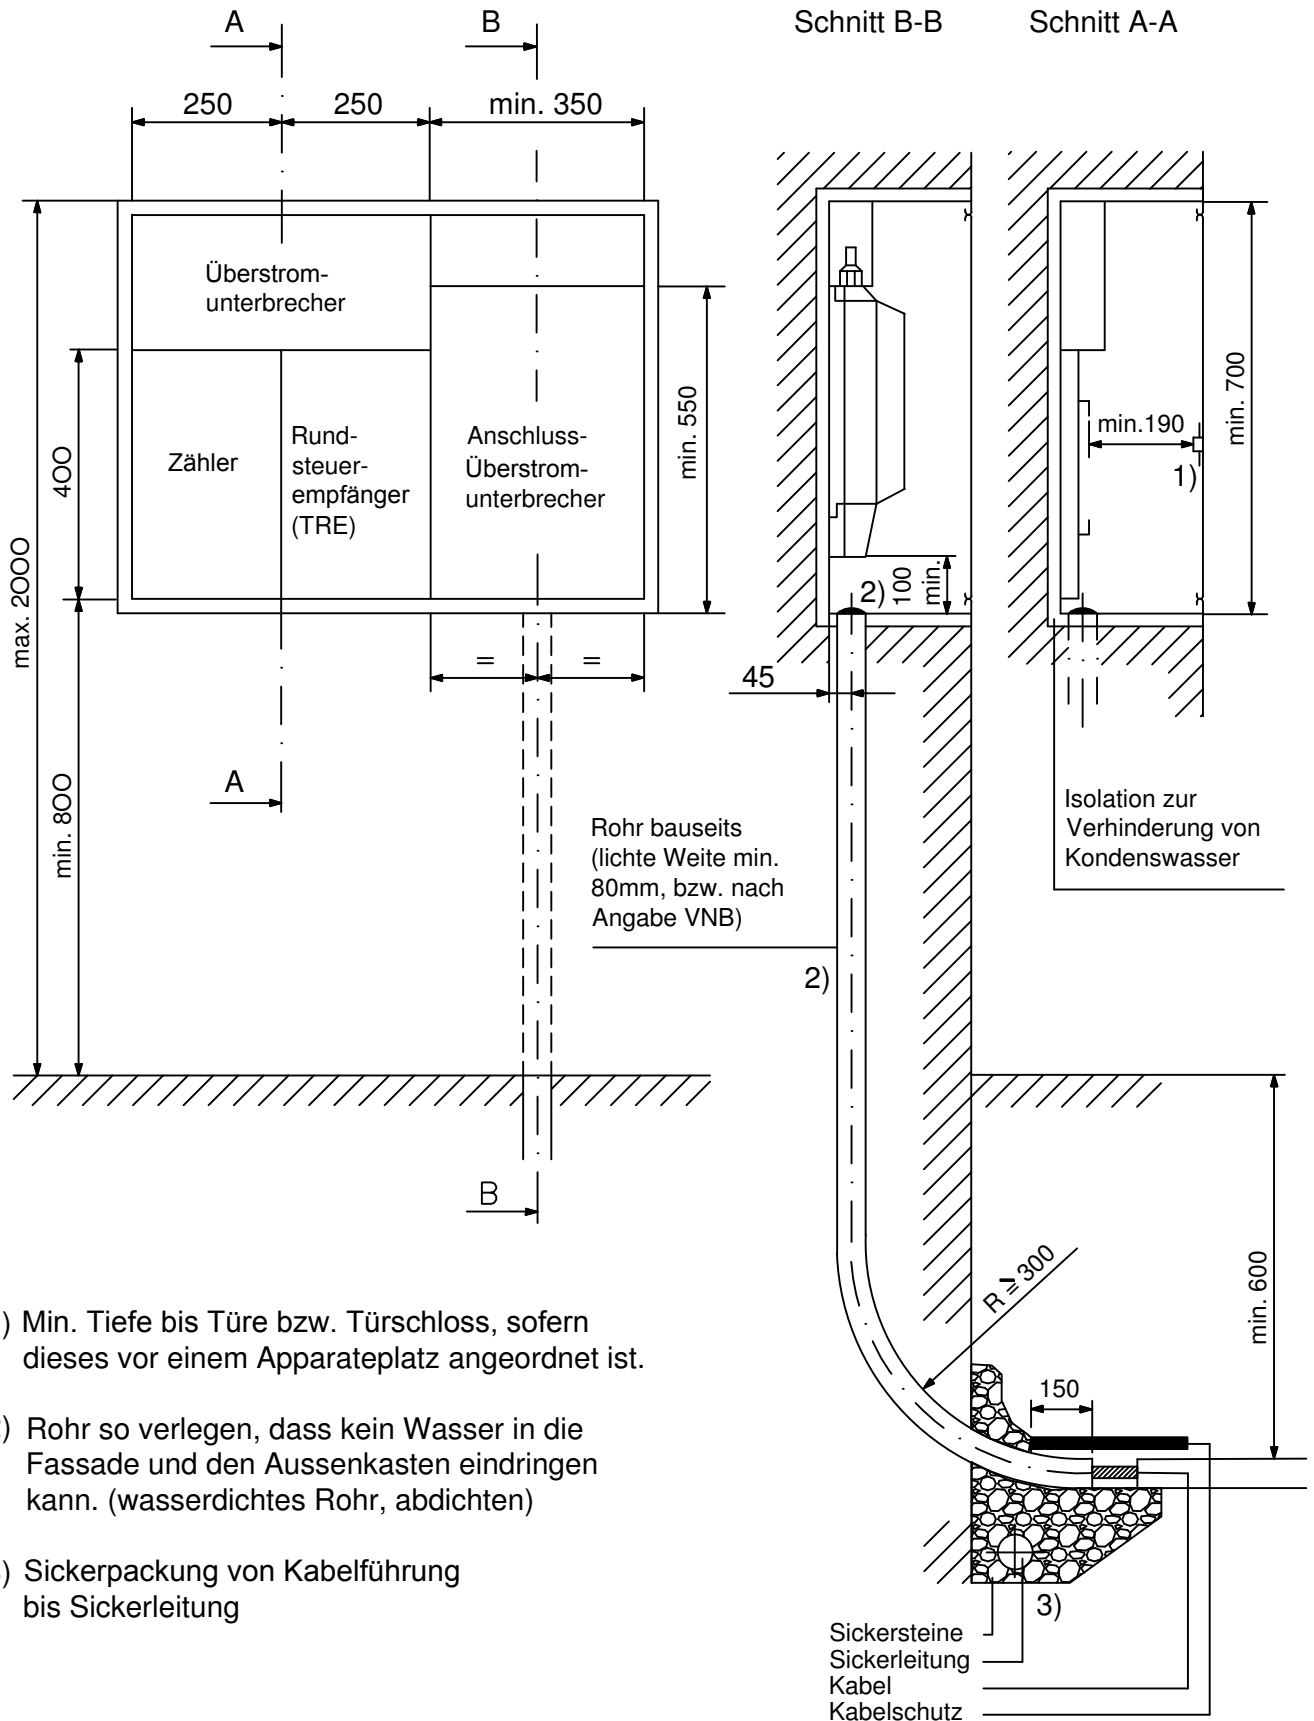 A
B
Schnitt B-B
Schnitt A-A
250
250
min. 350
Überstrom-
unterbrecher
Zähler
Rund-
steuer-
empfänger
(TRE)
Anschluss-
Überstrom-
unterbrecher
400
max. 2000
min. 800
min. 550
=
=
A
B
2)
100
min.
45
min.190
1)
min. 700
Isolation zur
Verhinderung von
Kondenswasser
Rohr bauseits
(lichte Weite min.
80mm, bzw. nach
Angabe VNB)
2)
R ≥ 300
150
min. 600
3)
Sickersteine
Sickerleitung
Kabel
Kabelschutz
) Min. Tiefe bis Türe bzw. Türschloss, sofern
dieses vor einem Apparateplatz angeordnet ist.
2) Rohr so verlegen, dass kein Wasser in die
Fassade und den Aussenkasten eindringen
kann. (wasserdichtes Rohr, abdichten)
3) Sickerpackung von Kabelführung
bis Sickerleitung